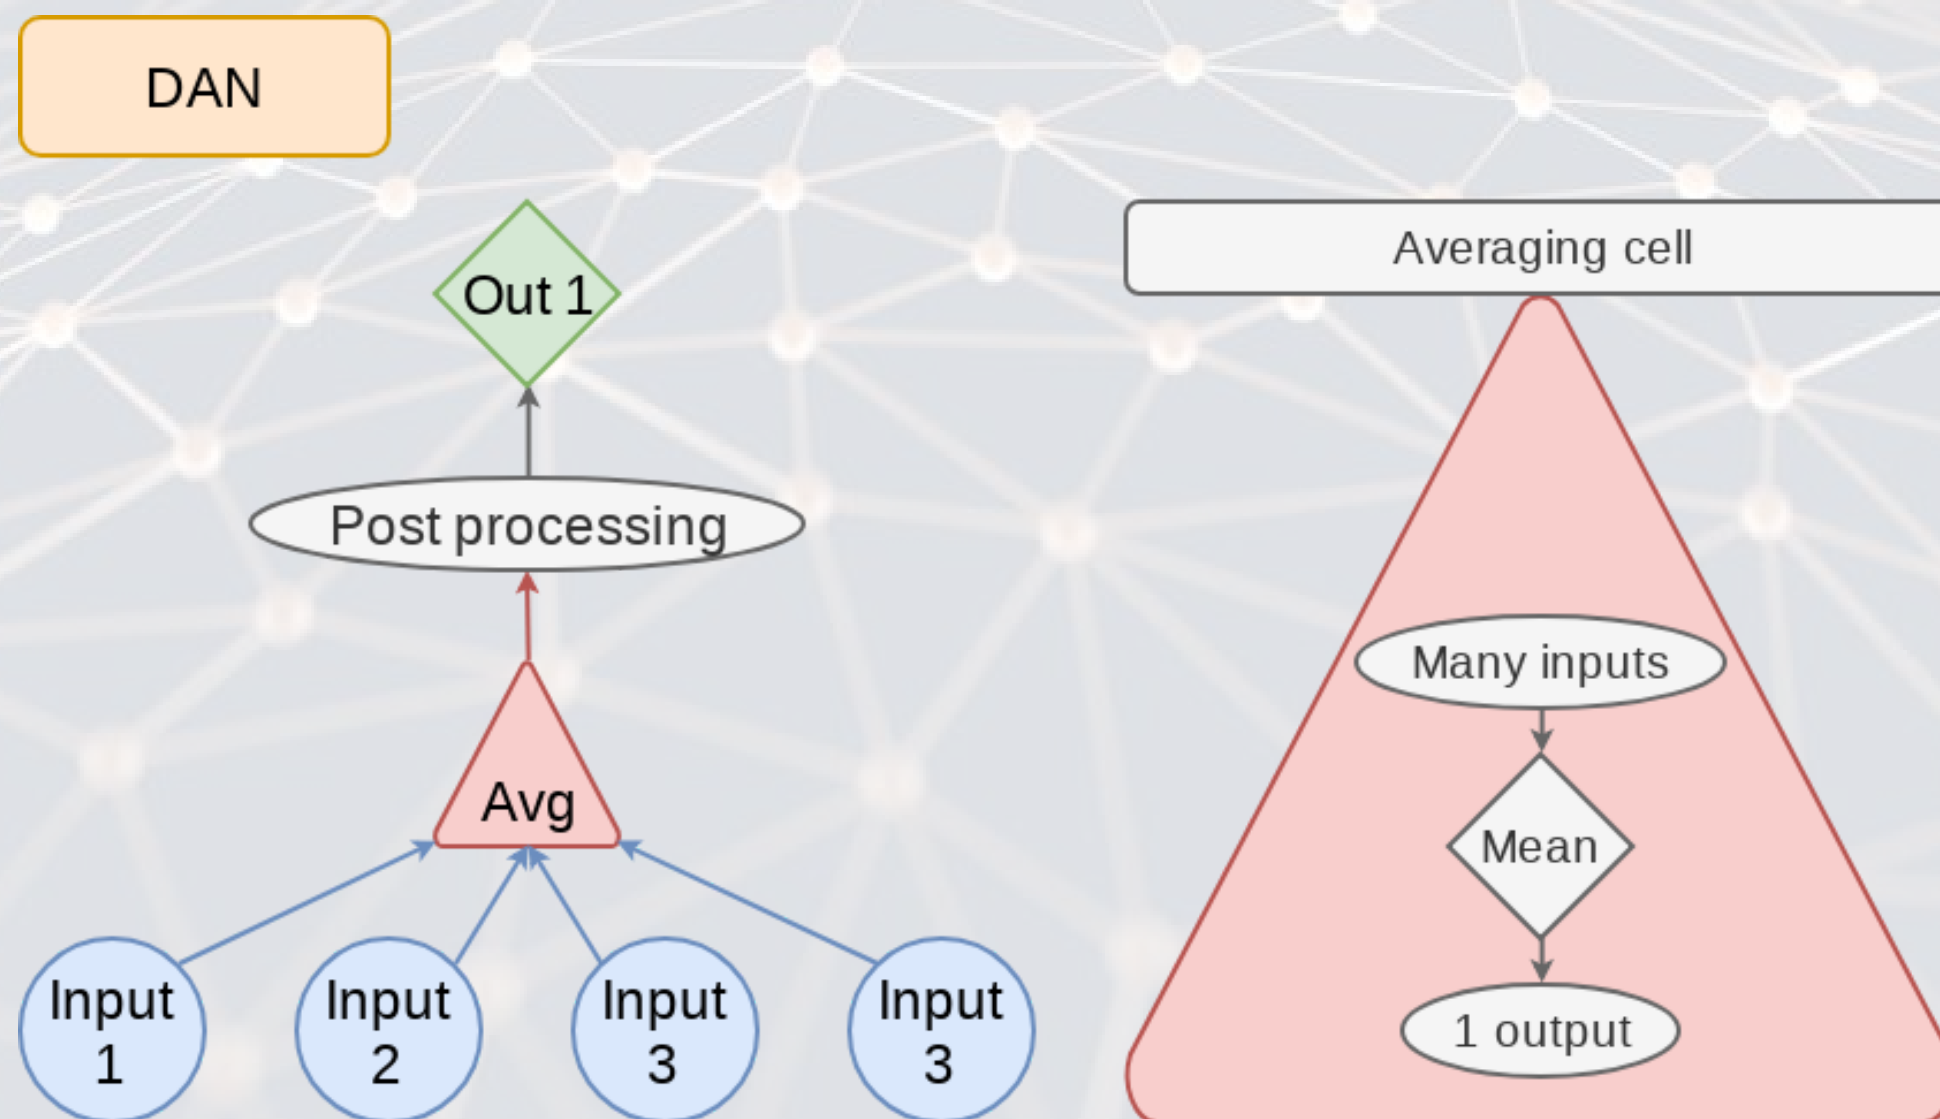 DAN
Out 1
Post processing
Avg
Input
1
Input
2
Input
3
Input
3
Averaging cell
Many inputs
Mean
1 output